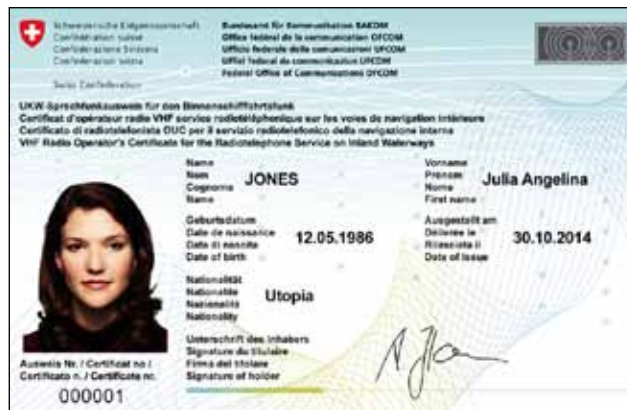 Schweizerische Eidgenossenschaft
Confédération suisse
Confederazione Svizzera
Confederaziun svizra
Swiss Confederation
Bundesamt für Kommunikation BAKOM
Office fédéral de la communication OFCOM
Ufficio federale delle comunicazioni UFCOM
Uffizi federal da communicaziun UFCOM
Federal Office of Communications OFCOM
UKW-Sprechfunkausweis für den Binnenschifffahrtsfunk
Certificat d'opérateur radio VHF service radiotéléphonique sur les voies de navigation intérieure
Certificato di radiotelefonista OUC per il servizio radiotelefonico della navigazione interna
VHF Radio Operator's Certificate for the Radiotelephone Service on Inland Waterways
Name
Nom
Cognome
Name
JONES
Vorname
Prénom
Nome
First name
Julia Angelina
Geburtsdatum
Date de naissance
Data di nascita
Date of birth
12.05.1986
Ausgestellt am
Délivrée le
Rilasciata il
Date of Issue
30.10.2014
Nationalität
Nationalité
Nazionalità
Nationality
Utopia
Unterschrift des Inhabers
Signature du titulaire
Firma del titolare
Signature of holder
Ausweis Nr. / Certificat no /
Certificato n. / Certificate nr.
000001